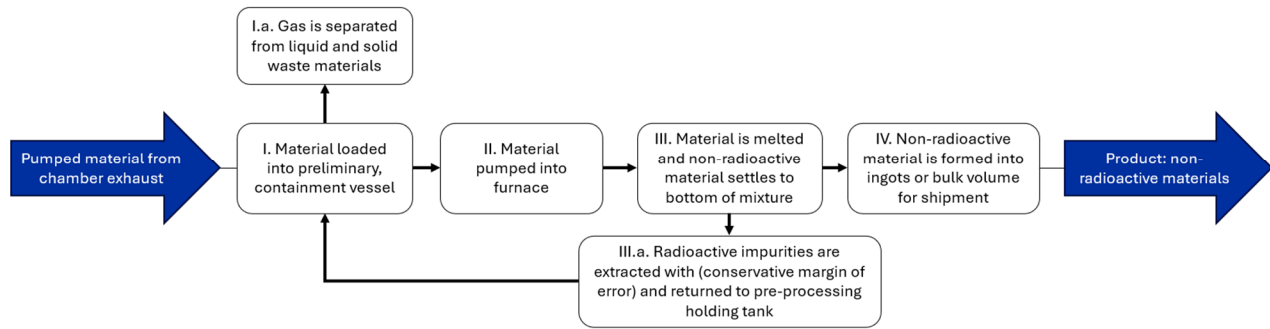 I.a. Gas is separated
from liquid and solid
waste materials
Pumped material from
chamber exhaust
I. Material loaded
into preliminary,
containment vessel
II. Material
pumped into
furnace
III. Material is melted
and non-radioactive
material settles to
bottom of mixture
IV. Non-radioactive
material is formed into
ingots or bulk volume
for shipment
Product: non-
radioactive materials
III.a. Radioactive impurities are
extracted with (conservative margin of
error) and returned to pre-processing
holding tank